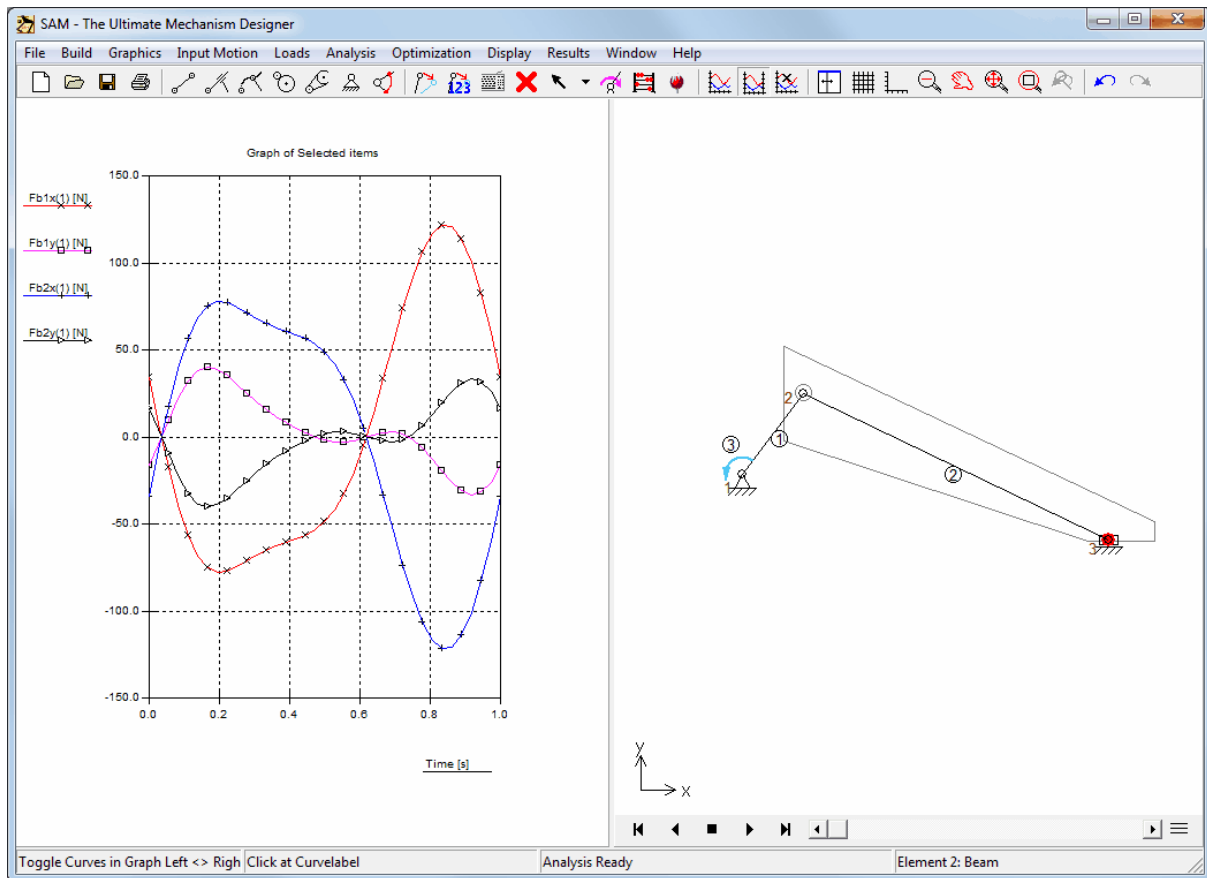 SAM - The Ultimate Mechanism Designer
File Build Graphics Input Motion Loads Analysis Optimization Display Results Window Help
123
Graph of Selected items
Fb1x(1) [N]
Fb1y(1) [N]
Fb2x(1) [N]
Fb2y(1) [N]
150.0
100.0
50.0
0.0
-50.0
-100.0
-150.0
0.0 0.2 0.4 0.6 0.8 1.0
Time [s]
2
1
3
1
2
3
y
x
Toggle Curves in Graph Left <> Righ Click at Curvelabel Analysis Ready Element 2: Beam